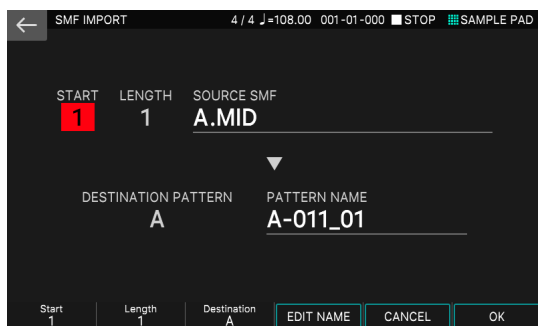 SMF IMPORT 4 / 4 ♩=108.00 001-01-000 STOP SAMPLE PAD
START LENGTH SOURCE SMF
1 1 A.MID
DESTINATION PATTERN PATTERN NAME
A A-011_01
Start Length Destination
1 1 A EDIT NAME CANCEL OK